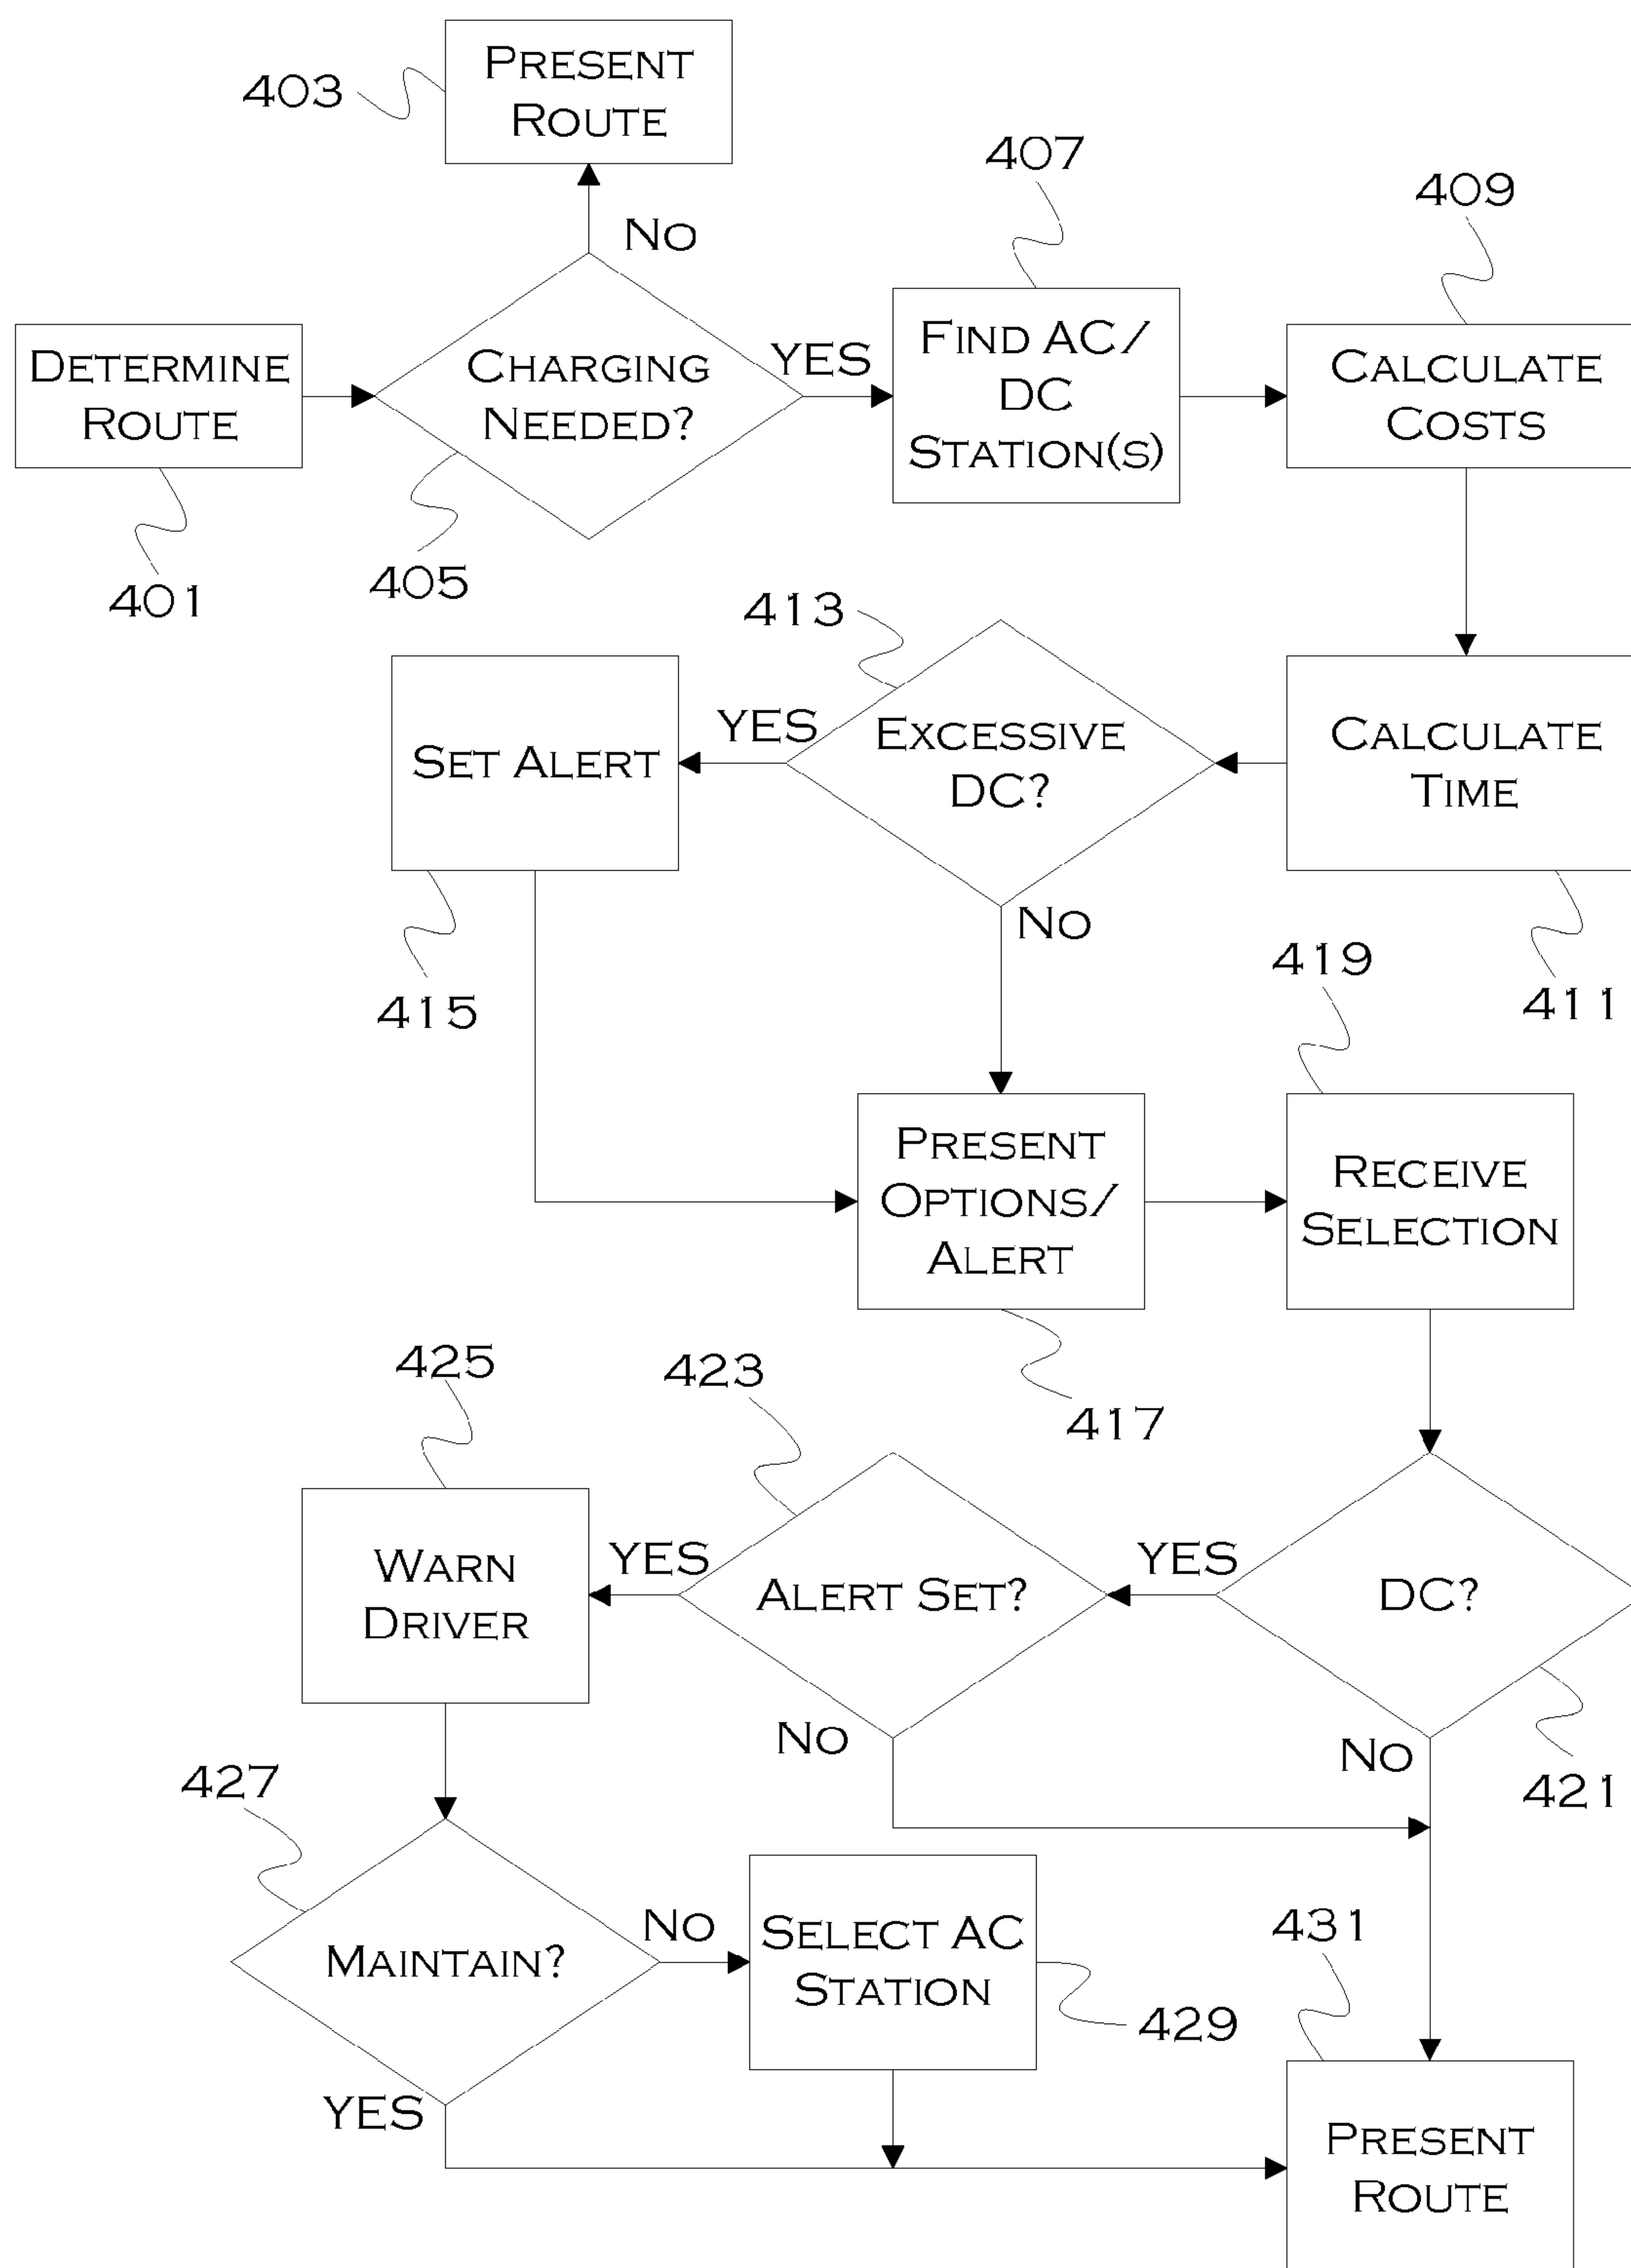 403
PRESENT
ROUTE
407
409
NO
DETERMINE
ROUTE
CHARGING
NEEDED?
YES
FIND AC/
DC
STATION(S)
CALCULATE
COSTS
401
405
413
SET ALERT
YES
EXCESSIVE
DC?
CALCULATE
TIME
NO
415
419
411
PRESENT
OPTIONS/
ALERT
RECEIVE
SELECTION
417
425
423
WARN
DRIVER
YES
ALERT SET?
YES
DC?
NO
NO
421
427
MAINTAIN?
NO
SELECT AC
STATION
429
431
YES
PRESENT
ROUTE